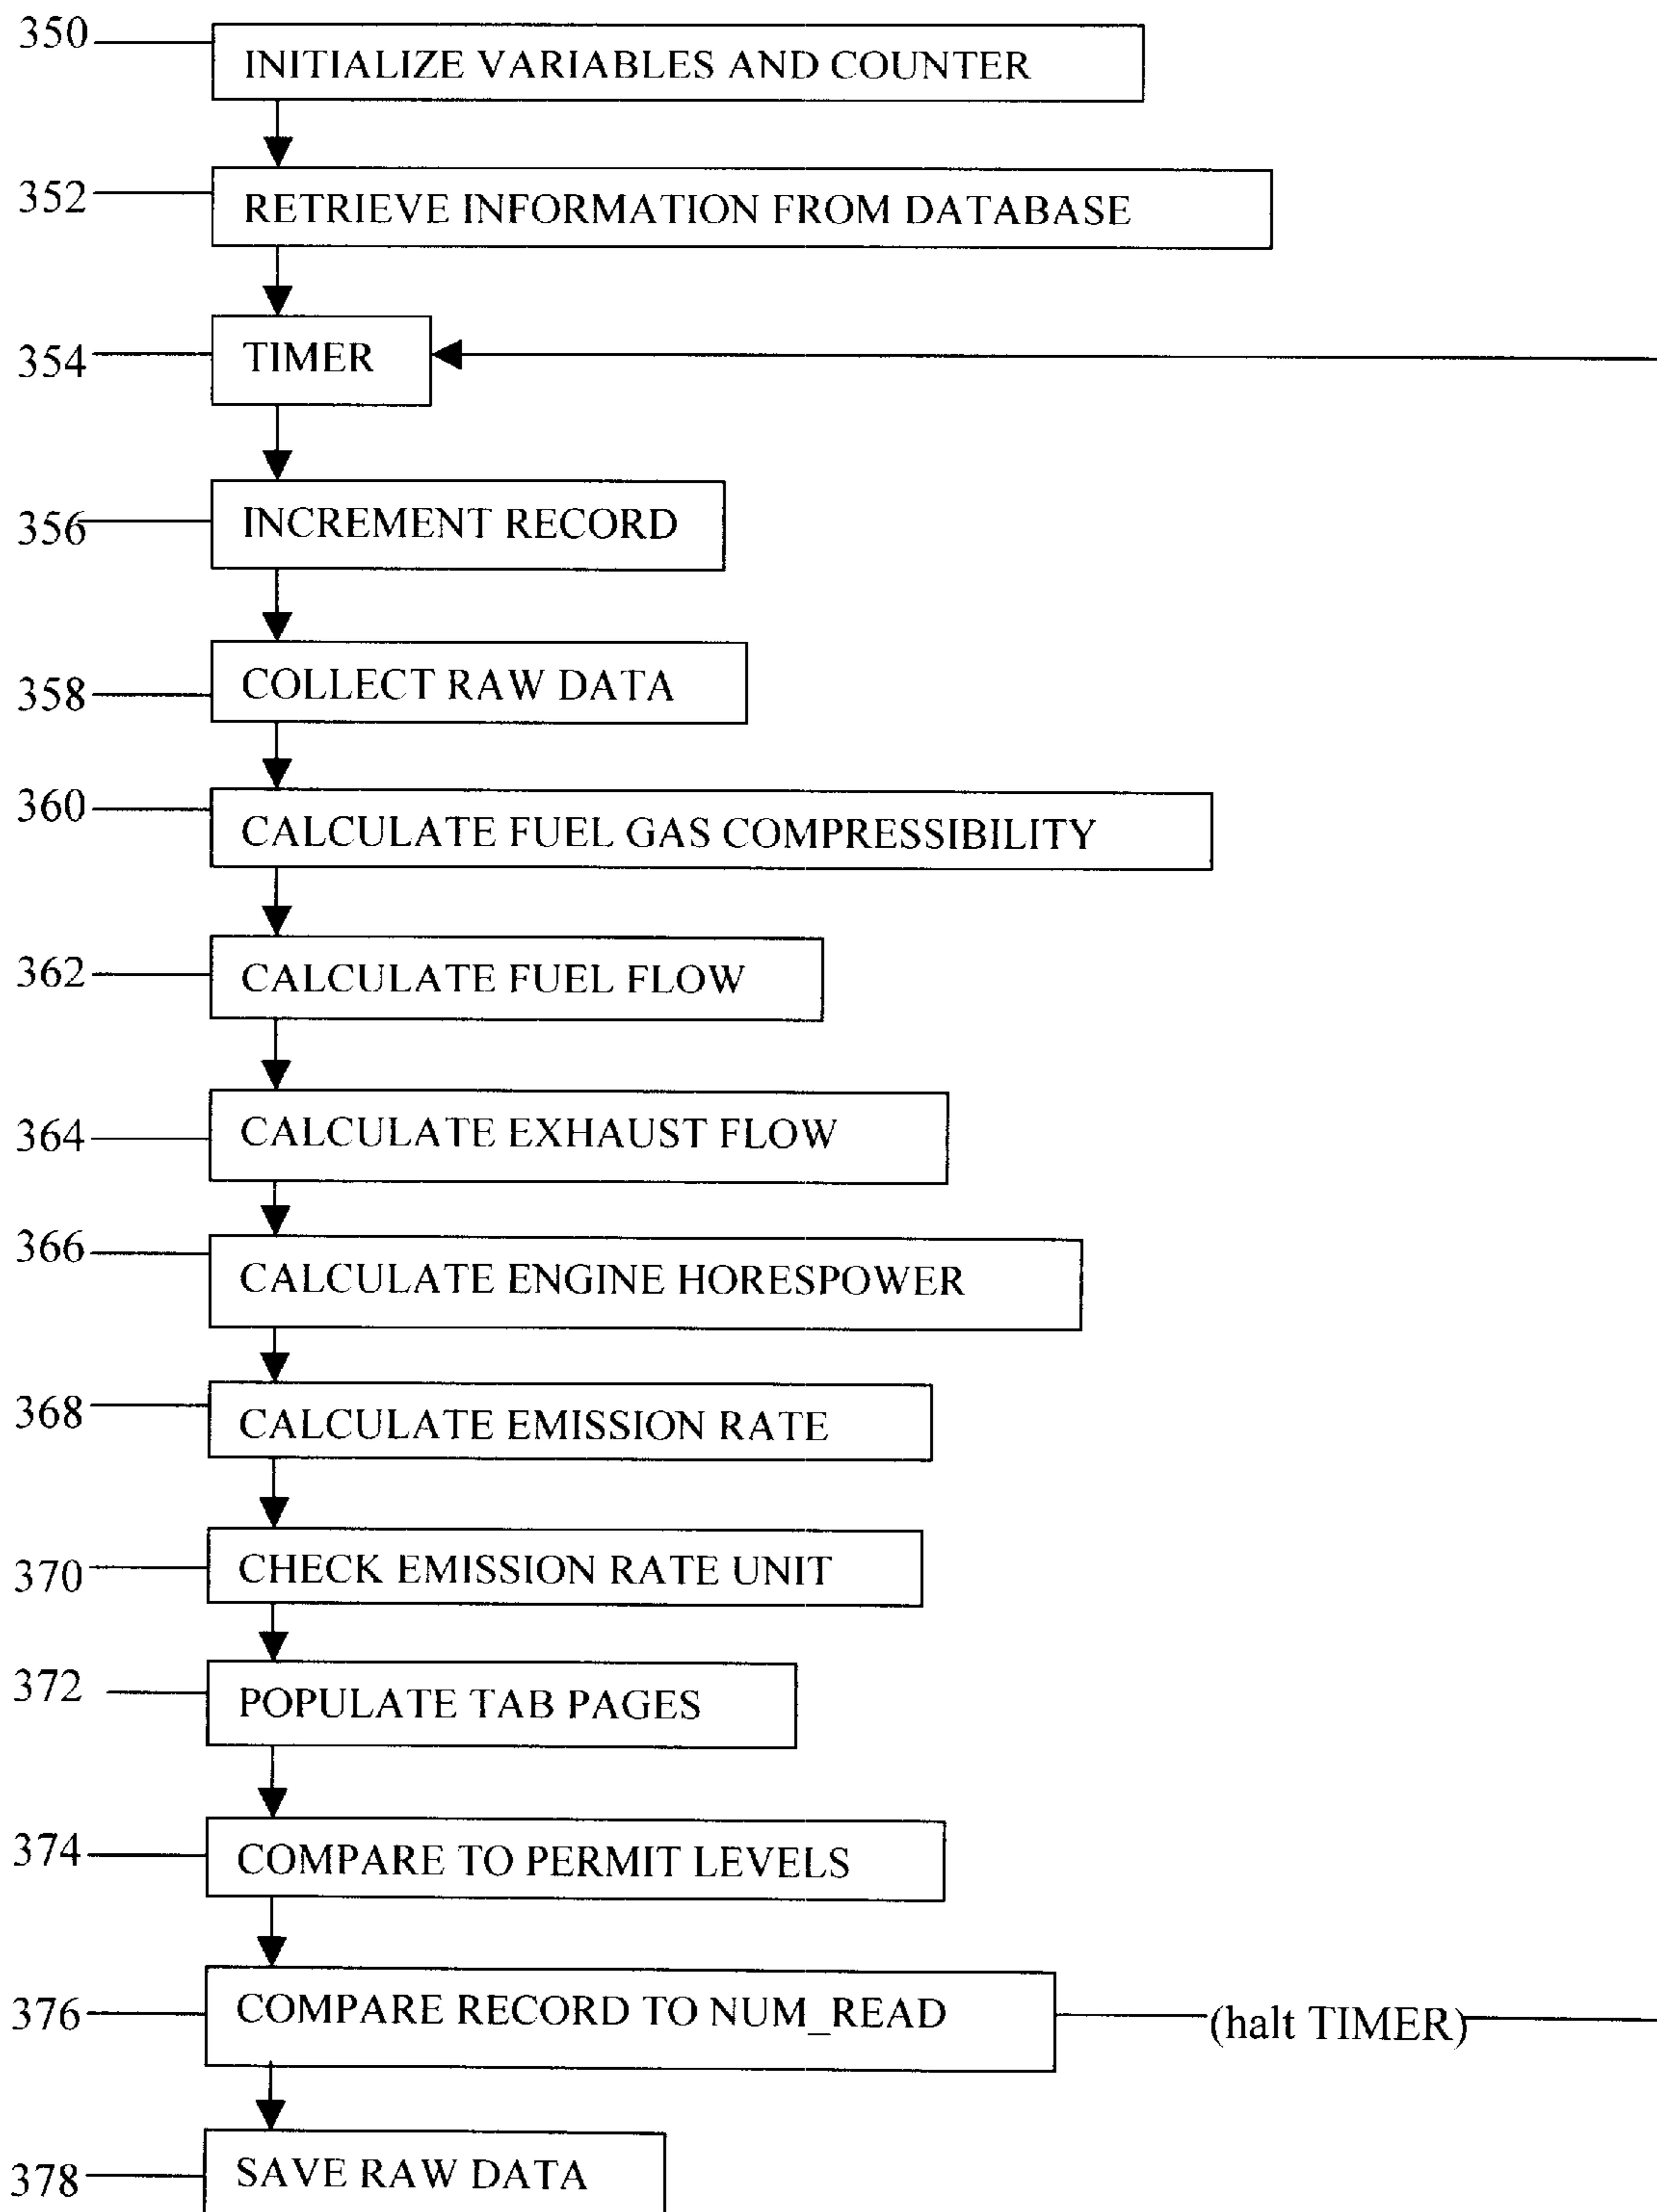 350 INITIALIZE VARIABLES AND COUNTER
352 RETRIEVE INFORMATION FROM DATABASE
354 TIMER
356 INCREMENT RECORD
358 COLLECT RAW DATA
360 CALCULATE FUEL GAS COMPRESSIBILITY
362 CALCULATE FUEL FLOW
364 CALCULATE EXHAUST FLOW
366 CALCULATE ENGINE HORESPOWER
368 CALCULATE EMISSION RATE
370 CHECK EMISSION RATE UNIT
372 POPULATE TAB PAGES
374 COMPARE TO PERMIT LEVELS
376 COMPARE RECORD TO NUM_READ (halt TIMER)
378 SAVE RAW DATA